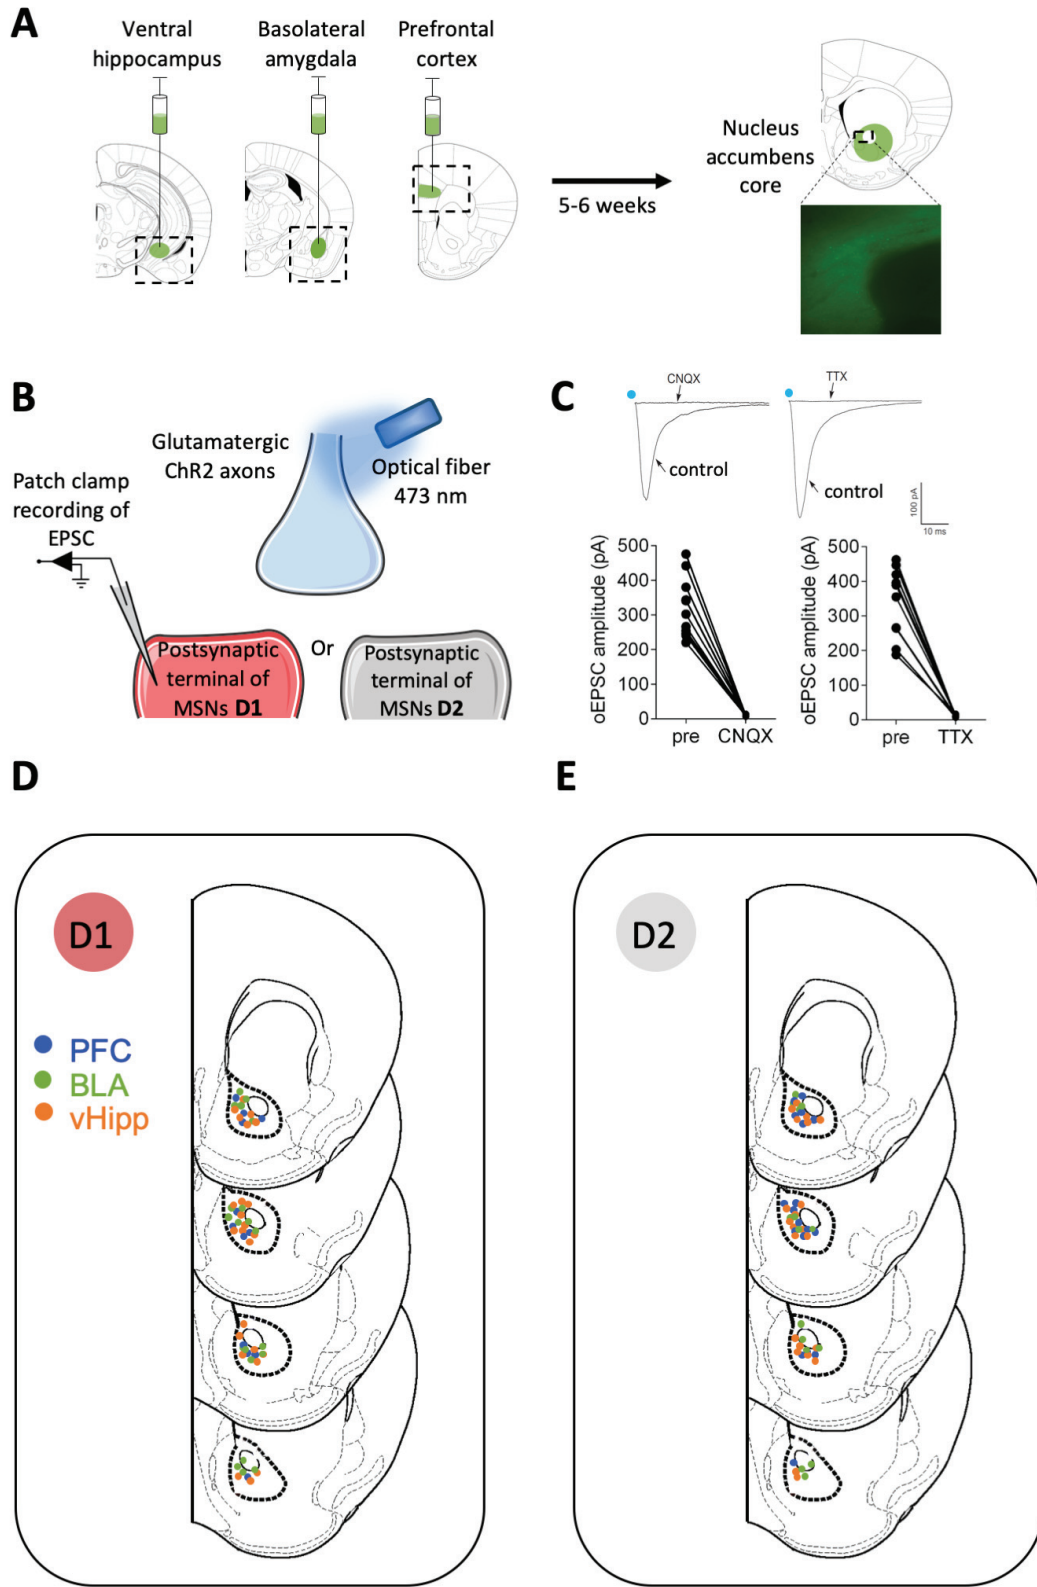 A
Ventral
hippocampus
Basolateral
amygdala
Prefrontal
cortex
5-6 weeks
Nucleus
accumbens
core
B
Glutamatergic
ChR2 axons
Optical fiber
473 nm
Patch clamp
recording of
EPSC
Postsynaptic
terminal of
MSNs D1
Or
Postsynaptic
terminal of
MSNs D2
C
CNQX
control
TTX
control
100 pA
10 ms
oEPSC amplitude (pA)
500
400
300
200
100
0
pre CNQX
oEPSC amplitude (pA)
500
400
300
200
100
0
pre TTX
D
D1
PFC
BLA
vHipp
E
D2